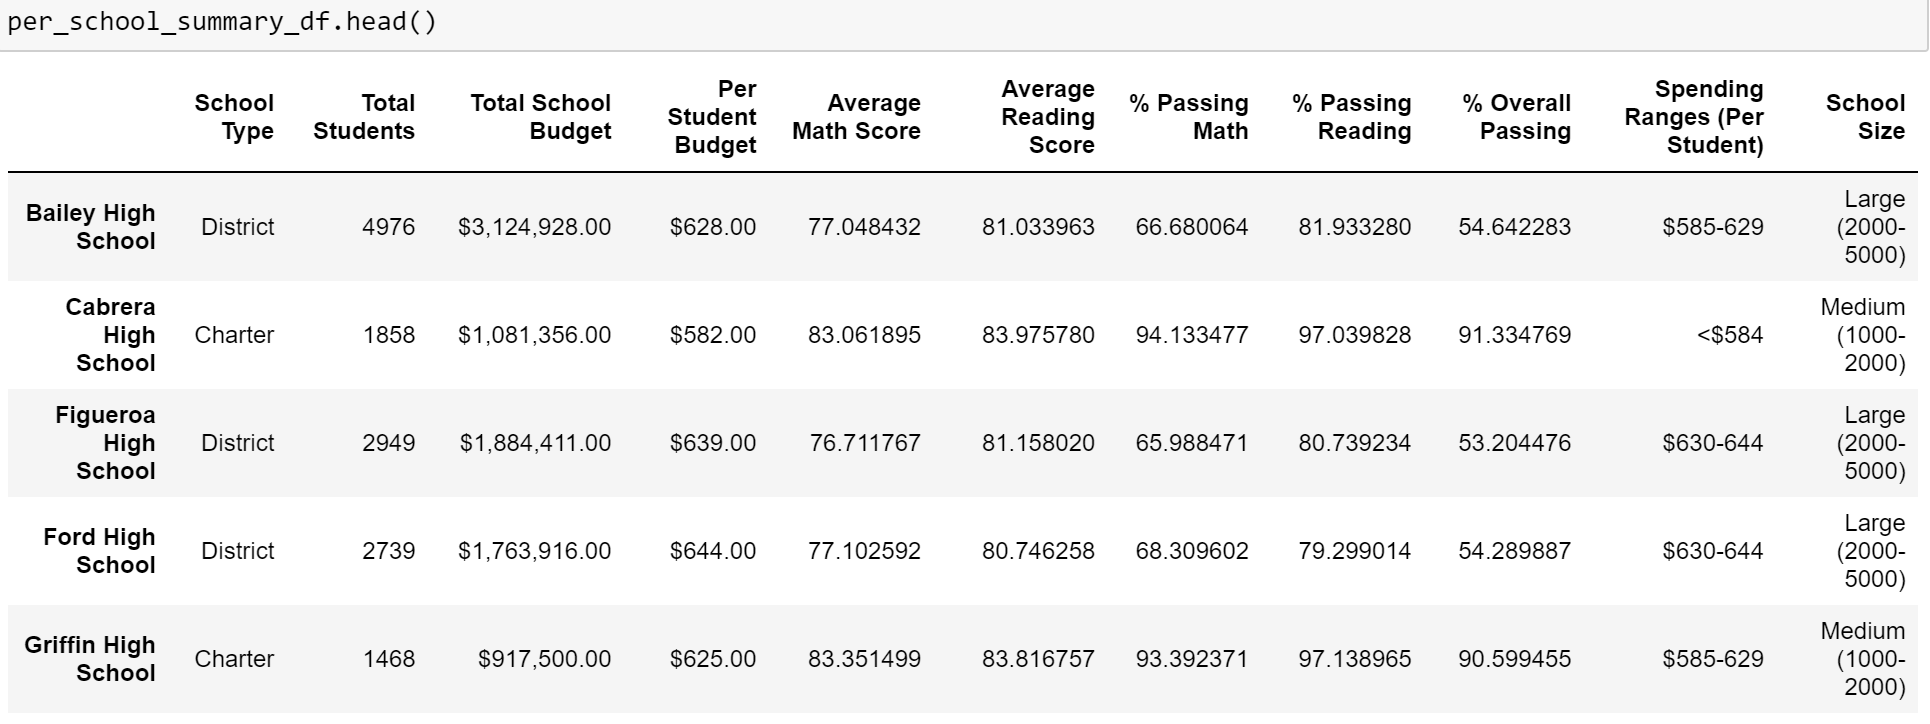 per_school_summary_df.head()
School Type Total Students Total School Budget Per Student Budget Average Math Score Average Reading Score % Passing Math % Passing Reading % Overall Passing Spending Ranges (Per Student) School Size
Bailey High School District 4976 $3,124,928.00 $628.00 77.048432 81.033963 66.680064 81.933280 54.642283 $585-629 Large (2000-5000)
Cabrera High School Charter 1858 $1,081,356.00 $582.00 83.061895 83.975780 94.133477 97.039828 91.334769 <$584 Medium (1000-2000)
Figueroa High School District 2949 $1,884,411.00 $639.00 76.711767 81.158020 65.988471 80.739234 53.204476 $630-644 Large (2000-5000)
Ford High School District 2739 $1,763,916.00 $644.00 77.102592 80.746258 68.309602 79.299014 54.289887 $630-644 Large (2000-5000)
Griffin High School Charter 1468 $917,500.00 $625.00 83.351499 83.816757 93.392371 97.138965 90.599455 $585-629 Medium (1000-2000)